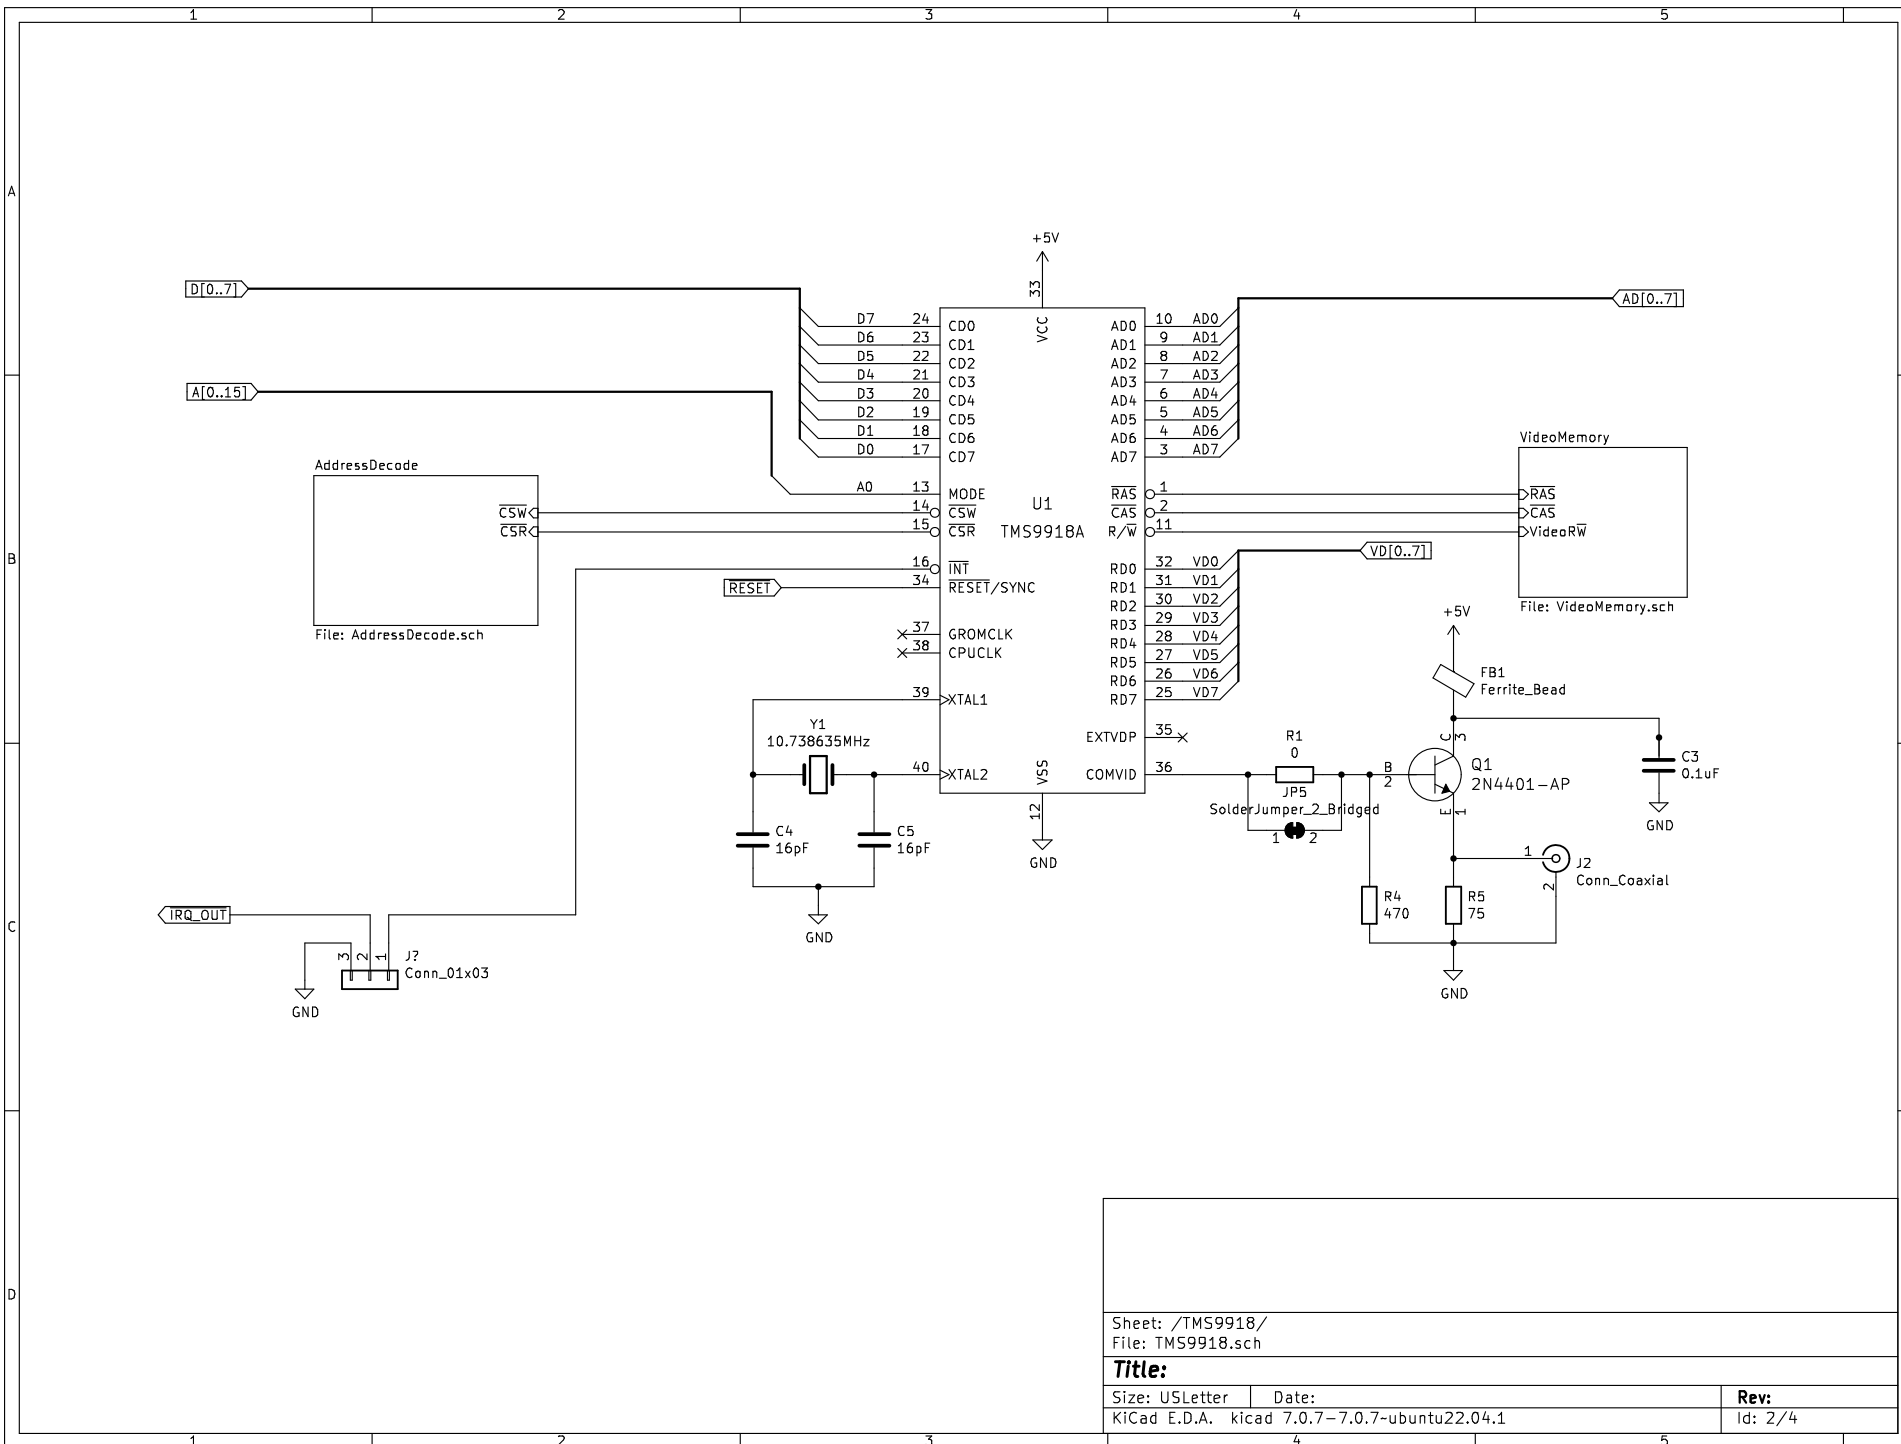 1 2 3 4 5
A
B
C
D
+5V
33
VCC
D[0..7]
A[0..15]
AD[0..7]
D7 24 CD0
D6 23 CD1
D5 22 CD2
D4 21 CD3
D3 20 CD4
D2 19 CD5
D1 18 CD6
D0 17 CD7
A0 13 MODE
14 CSW
15 CSR
16 INT
RESET
34 RESET/SYNC
37 GROMCLK
38 CPUCLK
39 XTAL1
40 XTAL2
U1
TMS9918A
AD0 10 AD0
AD1 9 AD1
AD2 8 AD2
AD3 7 AD3
AD4 6 AD4
AD5 5 AD5
AD6 4 AD6
AD7 3 AD7
RAS 1
CAS 2
R/W 11
RD0 32 VD0
RD1 31 VD1
RD2 30 VD2
RD3 29 VD3
RD4 28 VD4
RD5 27 VD5
RD6 26 VD6
RD7 25 VD7
EXTVDP 35
COMVID 36
VSS
12
GND
VD[0..7]
AddressDecode
CSW
CSR
File: AddressDecode.sch
VideoMemory
RAS
CAS
VideoRW
File: VideoMemory.sch
Y1
10.738635MHz
C4
16pF
C5
16pF
GND
IRQ_OUT
3 2 1
J?
Conn_01x03
GND
+5V
FB1
Ferrite_Bead
R1
0
JP5
SolderJumper_2_Bridged
1 2
B
2
C
3
E
1
Q1
2N4401-AP
C3
0.1uF
GND
1
2
J2
Conn_Coaxial
R4
470
R5
75
GND
Sheet: /TMS9918/
File: TMS9918.sch
Title:
Size: USLetter Date: Rev:
KiCad E.D.A. kicad 7.0.7-7.0.7~ubuntu22.04.1 Id: 2/4
1 2 3 4 5